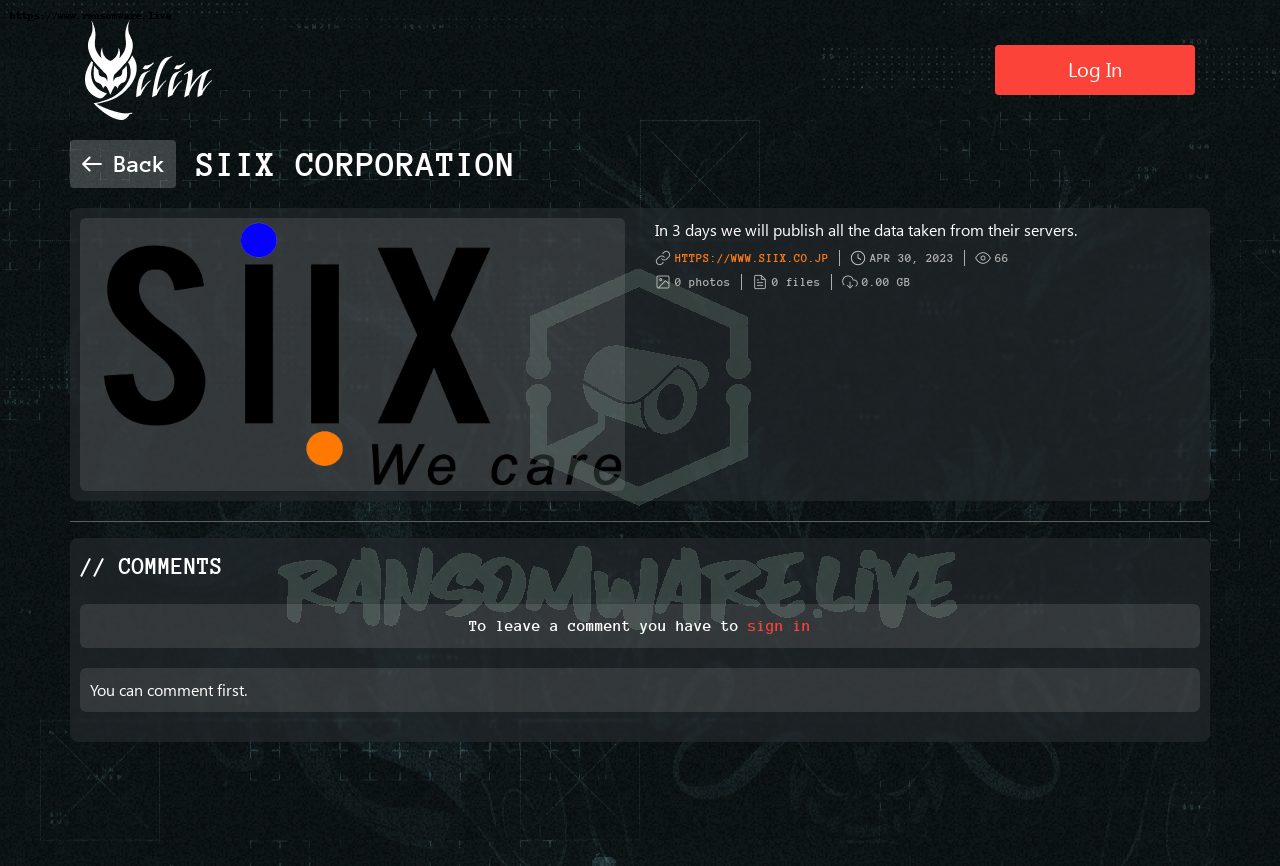 https://www.ransomware.live
Qilin
Log In
Back
SIIX CORPORATION
SiiX
We care
In 3 days we will publish all the data taken from their servers.
HTTPS://WWW.SIIX.CO.JP
APR 30, 2023
66
0 photos
0 files
0.00 GB
// COMMENTS
RANSOMWARE.LIVE
To leave a comment you have to sign in
You can comment first.